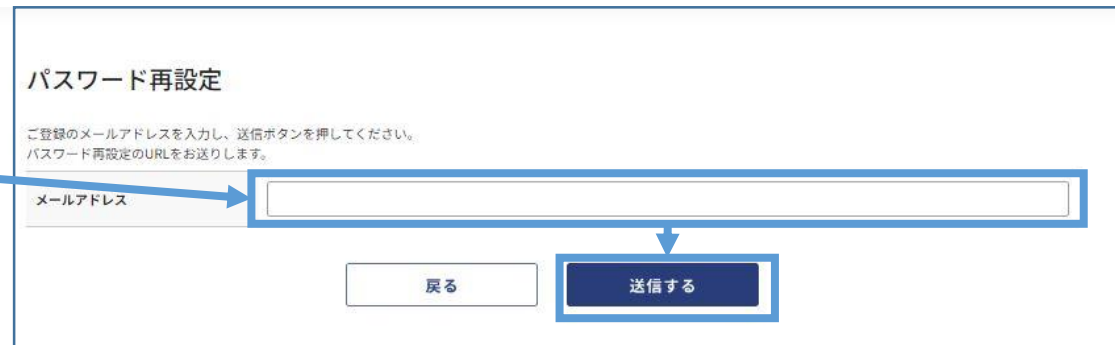 パスワード再設定
ご登録のメールアドレスを入力し、送信ボタンを押してください。
パスワード再設定のURLをお送りします。
メールアドレス
戻る
送信する